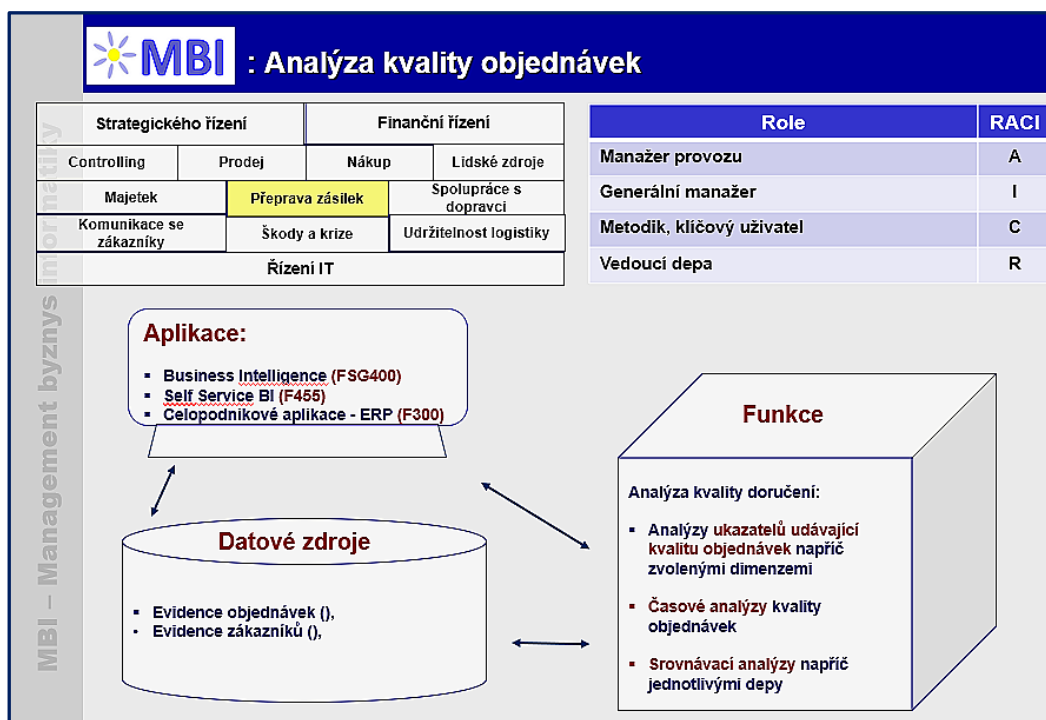 MBI : Analýza kvality objednávek
MBI – Management byznys informatiky
Strategického řízení
Finanční řízení
Controlling
Prodej
Nákup
Lidské zdroje
Majetek
Přeprava zásilek
Spolupráce s
dopravci
Komunikace se
zákazníky
Škody a krize
Udržitelnost logistiky
Řízení IT
Role RACI
Manažer provozu A
Generální manažer I
Metodik, klíčový uživatel C
Vedoucí depa R
Aplikace:
▪ Business Intelligence (FSG400)
▪ Self Service BI (F455)
▪ Celopodnikové aplikace - ERP (F300)
Datové zdroje
▪ Evidence objednávek (),
• Evidence zákazníků (),
Funkce
Analýza kvality doručení:
▪ Analýzy ukazatelů udávající
kvalitu objednávek napříč
zvolenými dimenzemi
▪ Časové analýzy kvality
objednávek
▪ Srovnávací analýzy napříč
jednotlivými depy